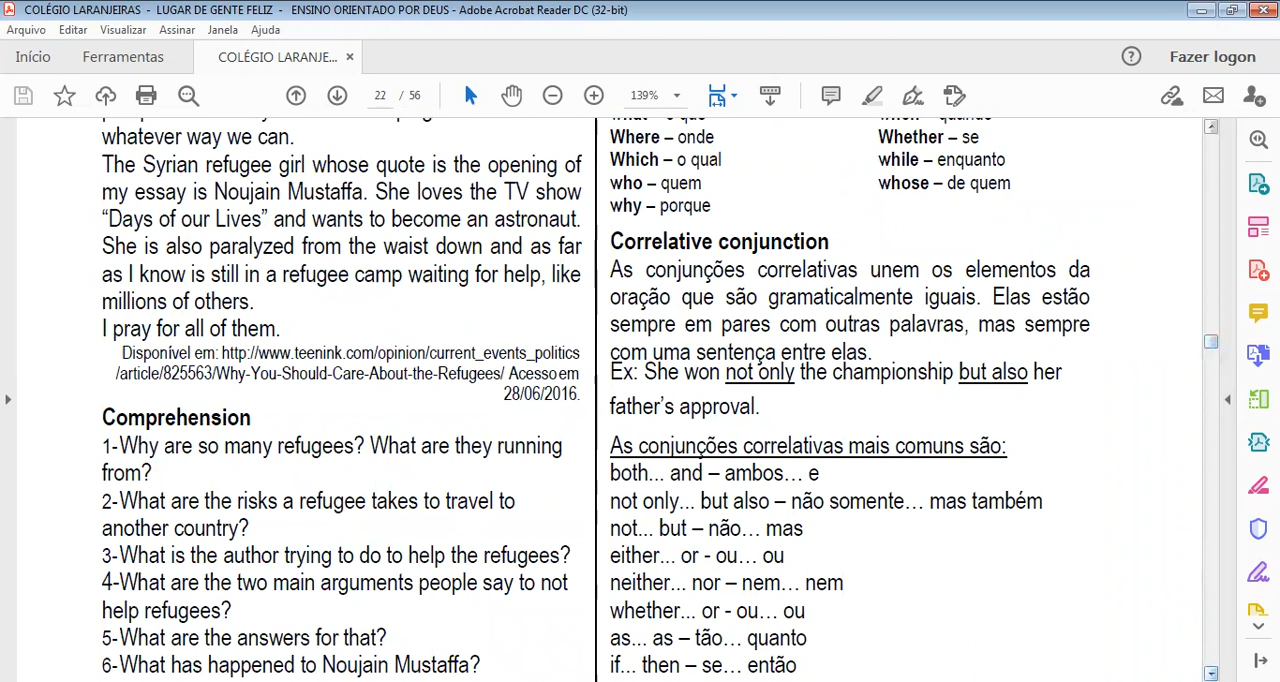 COLÉGIO LARANJEIRAS - LUGAR DE GENTE FELIZ - ENSINO ORIENTADO POR DEUS - Adobe Acrobat Reader DC (32-bit)
Arquivo Editar Visualizar Assinar Janela Ajuda
Início Ferramentas COLÉGIO LARANJE... × Fazer logon
22 / 56 139%
whatever way we can.
The Syrian refugee girl whose quote is the opening of
my essay is Noujain Mustaffa. She loves the TV show
“Days of our Lives” and wants to become an astronaut.
She is also paralyzed from the waist down and as far
as I know is still in a refugee camp waiting for help, like
millions of others.
I pray for all of them.
Disponível em: http://www.teenink.com/opinion/current_events_politics
/article/825563/Why-You-Should-Care-About-the-Refugees/ Acesso em
28/06/2016.
Comprehension
1-Why are so many refugees? What are they running
from?
2-What are the risks a refugee takes to travel to
another country?
3-What is the author trying to do to help the refugees?
4-What are the two main arguments people say to not
help refugees?
5-What are the answers for that?
6-What has happened to Noujain Mustaffa?
What – o que
Where – onde
Which – o qual
who – quem
why – porque
When – quando
Whether – se
while – enquanto
whose – de quem
Correlative conjunction
As conjunções correlativas unem os elementos da
oração que são gramaticalmente iguais. Elas estão
sempre em pares com outras palavras, mas sempre
com uma sentença entre elas.
Ex: She won not only the championship but also her
father’s approval.
As conjunções correlativas mais comuns são:
both... and – ambos… e
not only... but also – não somente… mas também
not... but – não… mas
either... or - ou… ou
neither... nor – nem… nem
whether... or - ou… ou
as... as – tão… quanto
if... then – se… então